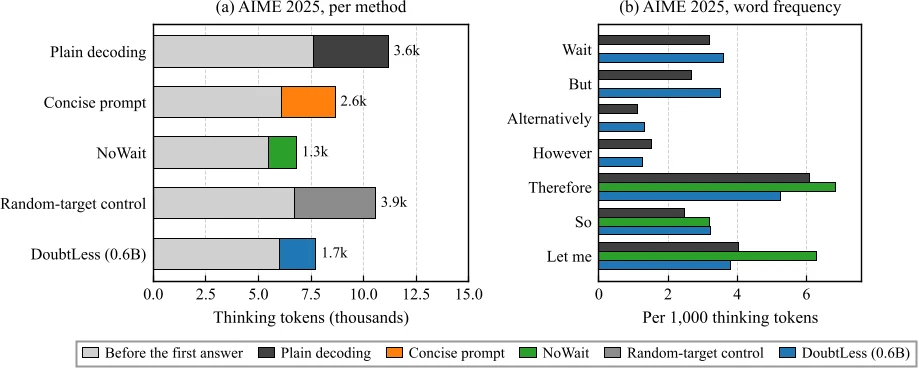 (a) AIME 2025, per method
Plain decoding
3.6k
Concise prompt
2.6k
NoWait
1.3k
Random-target control
3.9k
DoubtLess (0.6B)
1.7k
0.0 2.5 5.0 7.5 10.0 12.5 15.0
Thinking tokens (thousands)
(b) AIME 2025, word frequency
Wait
But
Alternatively
However
Therefore
So
Let me
0 2 4 6
Per 1,000 thinking tokens
Before the first answer Plain decoding Concise prompt NoWait Random-target control DoubtLess (0.6B)